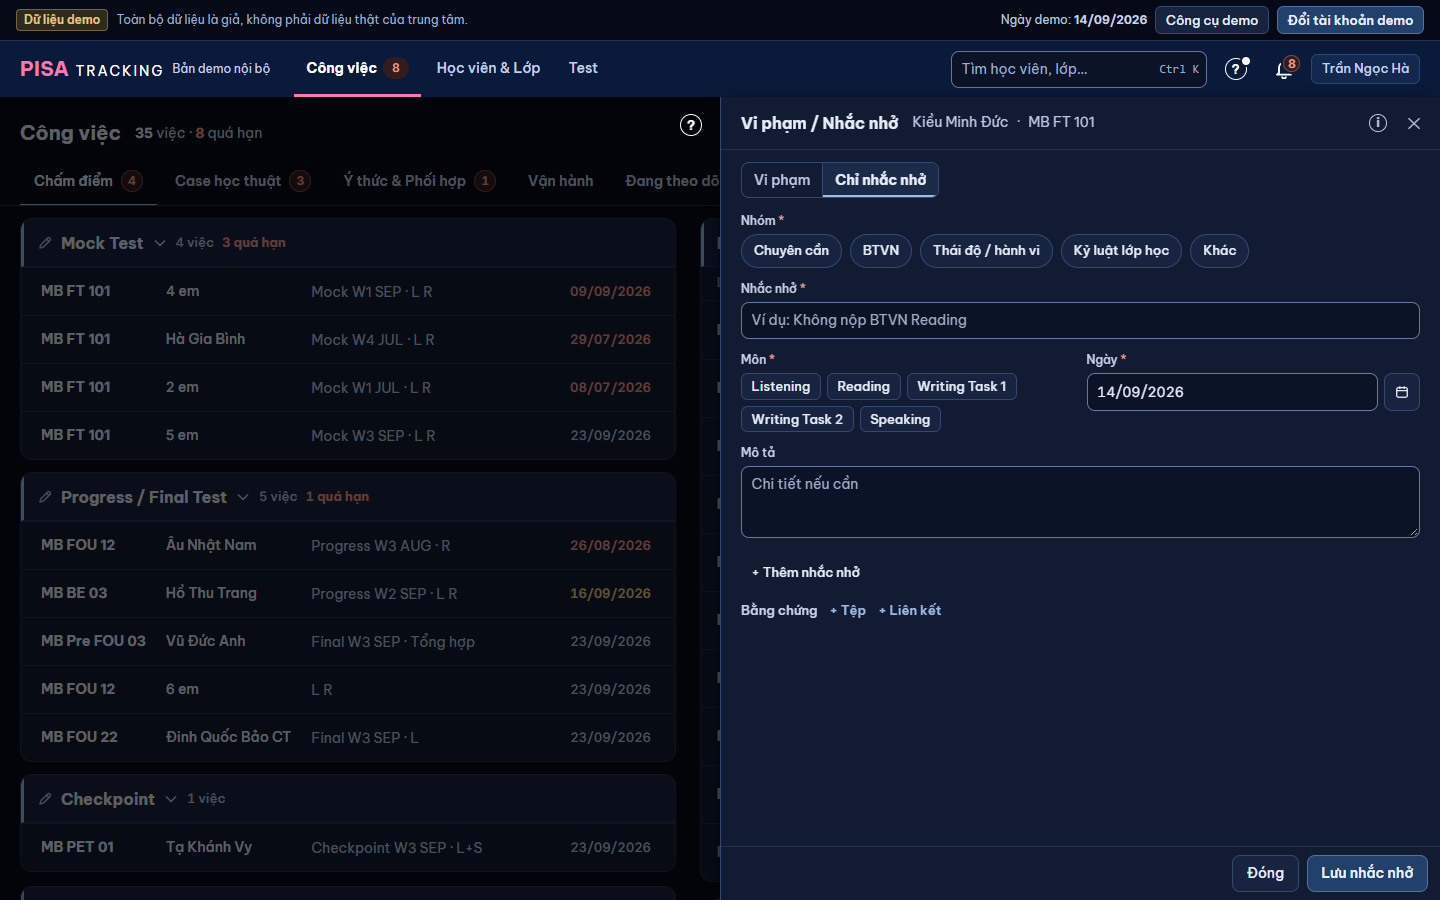 Dữ liệu demo Toàn bộ dữ liệu là giả, không phải dữ liệu thật của trung tâm. Ngày demo: 14/09/2026 Công cụ demo Đổi tài khoản demo
PISA TRACKING Bản demo nội bộ Công việc 8 Học viên & Lớp Test Tìm học viên, lớp... Ctrl K ? 8 Trần Ngọc Hà
Công việc 35 việc · 8 quá hạn ?
Chấm điểm 4 Case học thuật 3 Ý thức & Phối hợp 1 Vận hành Đang theo dõ
Mock Test 4 việc 3 quá hạn
MB FT 101 4 em Mock W1 SEP · L R 09/09/2026
MB FT 101 Hà Gia Bình Mock W4 JUL · L R 29/07/2026
MB FT 101 2 em Mock W1 JUL · L R 08/07/2026
MB FT 101 5 em Mock W3 SEP · L R 23/09/2026
Progress / Final Test 5 việc 1 quá hạn
MB FOU 12 Âu Nhật Nam Progress W3 AUG · R 26/08/2026
MB BE 03 Hồ Thu Trang Progress W2 SEP · L R 16/09/2026
MB Pre FOU 03 Vũ Đức Anh Final W3 SEP · Tổng hợp 23/09/2026
MB FOU 12 6 em L R 23/09/2026
MB FOU 22 Đinh Quốc Bảo CT Final W3 SEP · L 23/09/2026
Checkpoint 1 việc
MB PET 01 Tạ Khánh Vy Checkpoint W3 SEP · L+S 23/09/2026
Vi phạm / Nhắc nhở Kiều Minh Đức · MB FT 101
Vi phạm Chỉ nhắc nhở
Nhóm *
Chuyên cần BTVN Thái độ / hành vi Kỷ luật lớp học Khác
Nhắc nhở *
Ví dụ: Không nộp BTVN Reading
Môn * Ngày *
Listening Reading Writing Task 1 14/09/2026
Writing Task 2 Speaking
Mô tả
Chi tiết nếu cần
+ Thêm nhắc nhở
Bằng chứng + Tệp + Liên kết
Đóng Lưu nhắc nhở